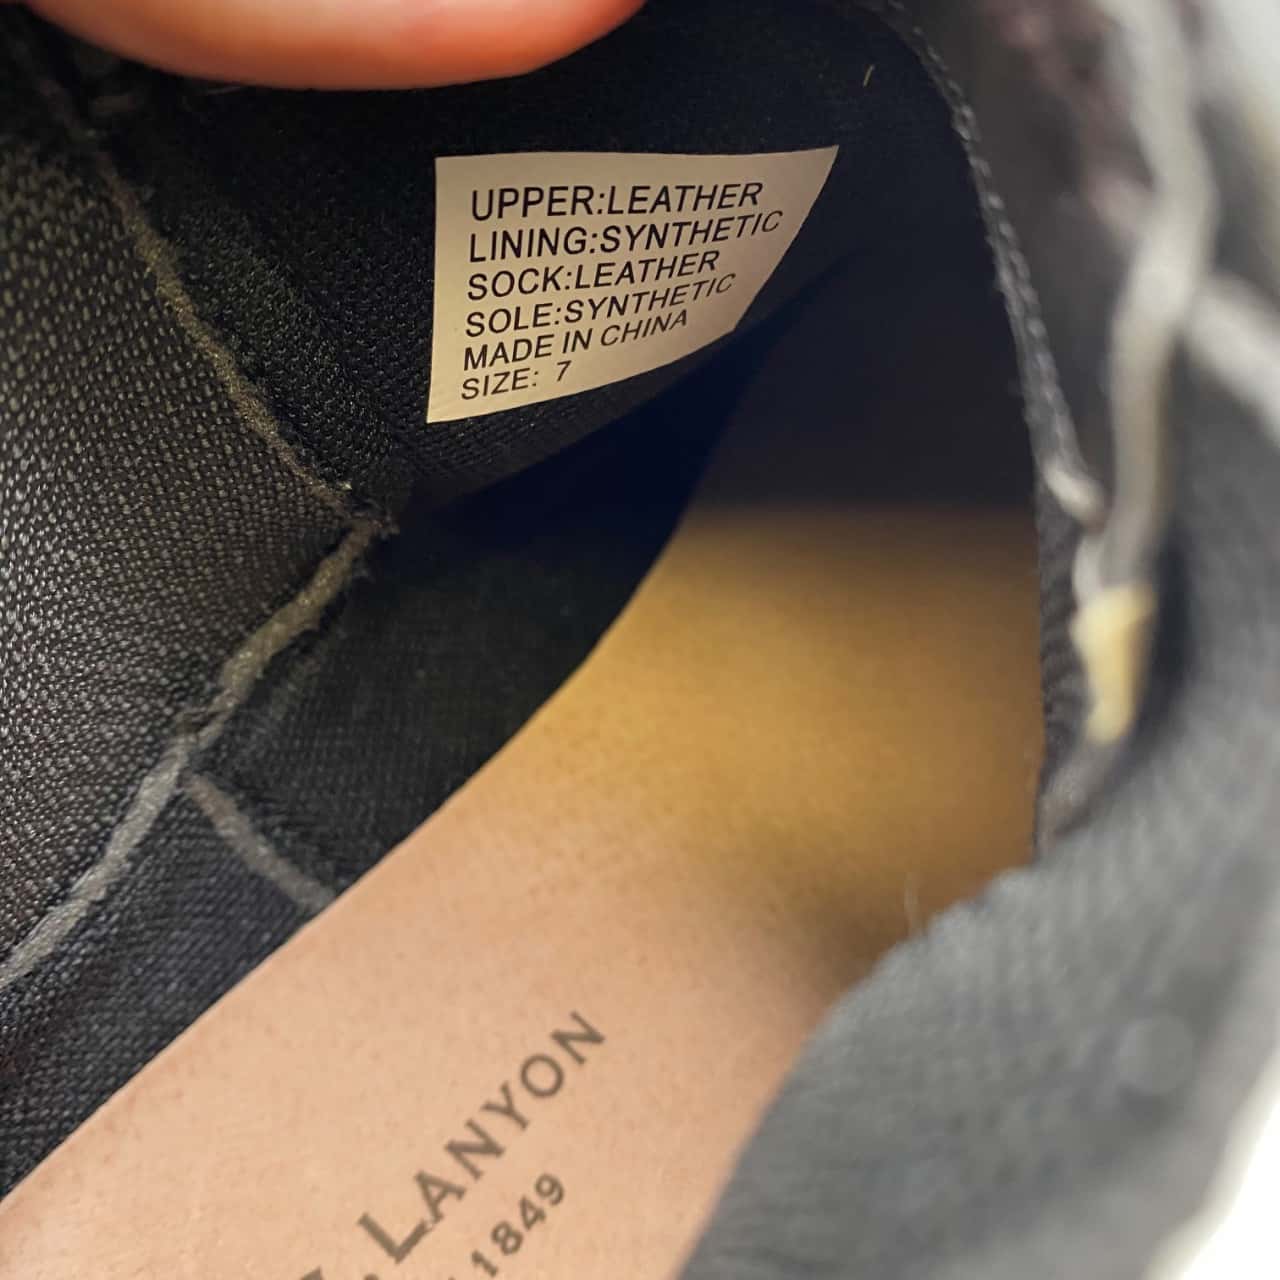 UPPER:LEATHER
LINING:SYNTHETIC
SOCK:LEATHER
SOLE:SYNTHETIC
MADE IN CHINA
SIZE: 7
LANYON
1849